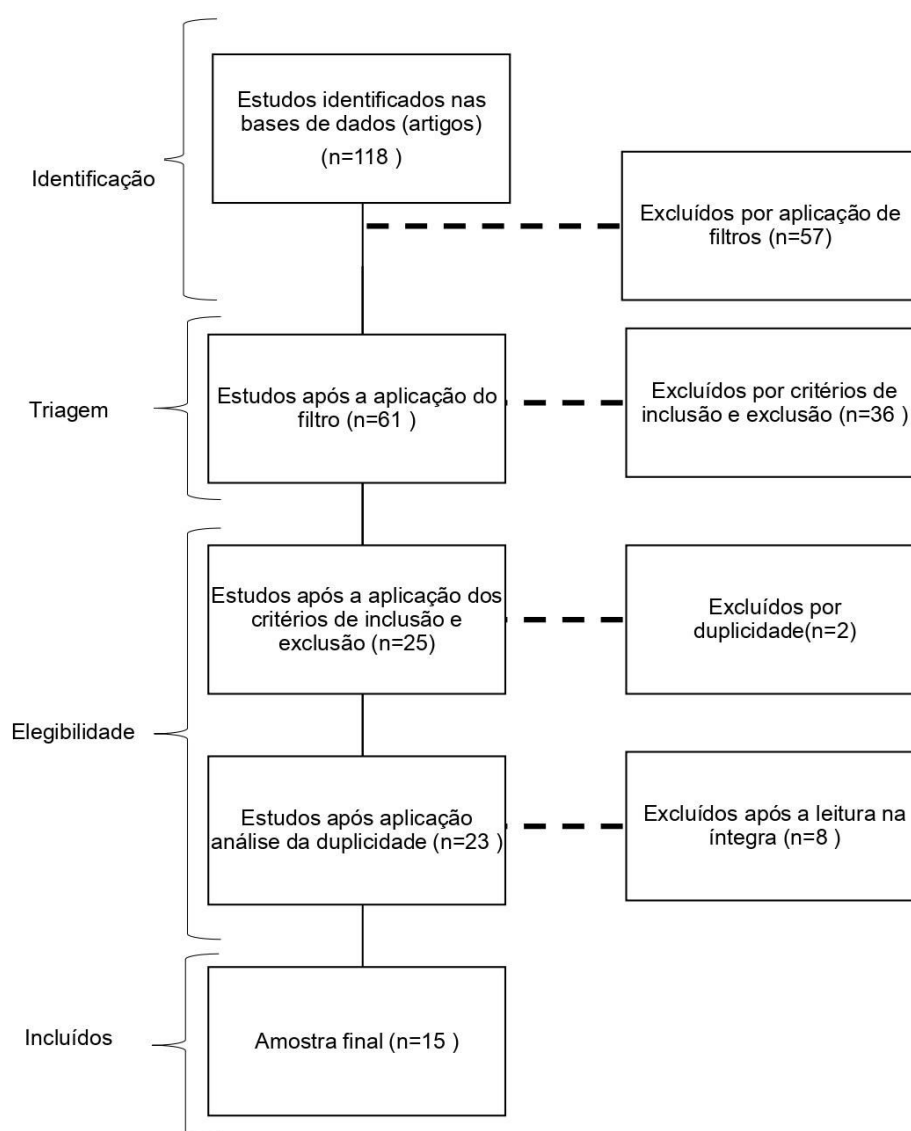 Estudos identificados nas
bases de dados (artigos)
(n=118 )
Identificação
Excluídos por aplicação de
filtros (n=57)
Triagem
Estudos após a aplicação do
filtro (n=61 )
Excluídos por critérios de
inclusão e exclusão (n=36 )
Estudos após a aplicação dos
critérios de inclusão e
exclusão (n=25)
Excluídos por
duplicidade(n=2)
Elegibilidade
Estudos após aplicação
análise da duplicidade (n=23 )
Excluídos após a leitura na
íntegra (n=8 )
Incluídos
Amostra final (n=15 )